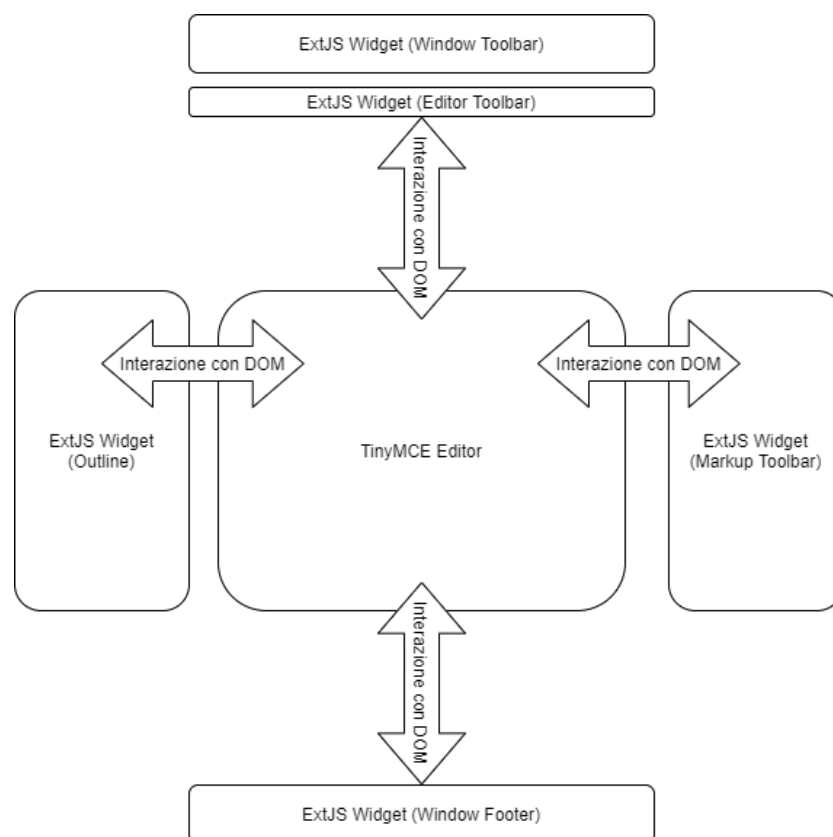 ExtJS Widget (Window Toolbar)
ExtJS Widget (Editor Toolbar)
Interazione con DOM
Interazione con DOM
Interazione con DOM
ExtJS Widget
(Outline)
TinyMCE Editor
ExtJS Widget
(Markup Toolbar)
Interazione con DOM
ExtJS Widget (Window Footer)